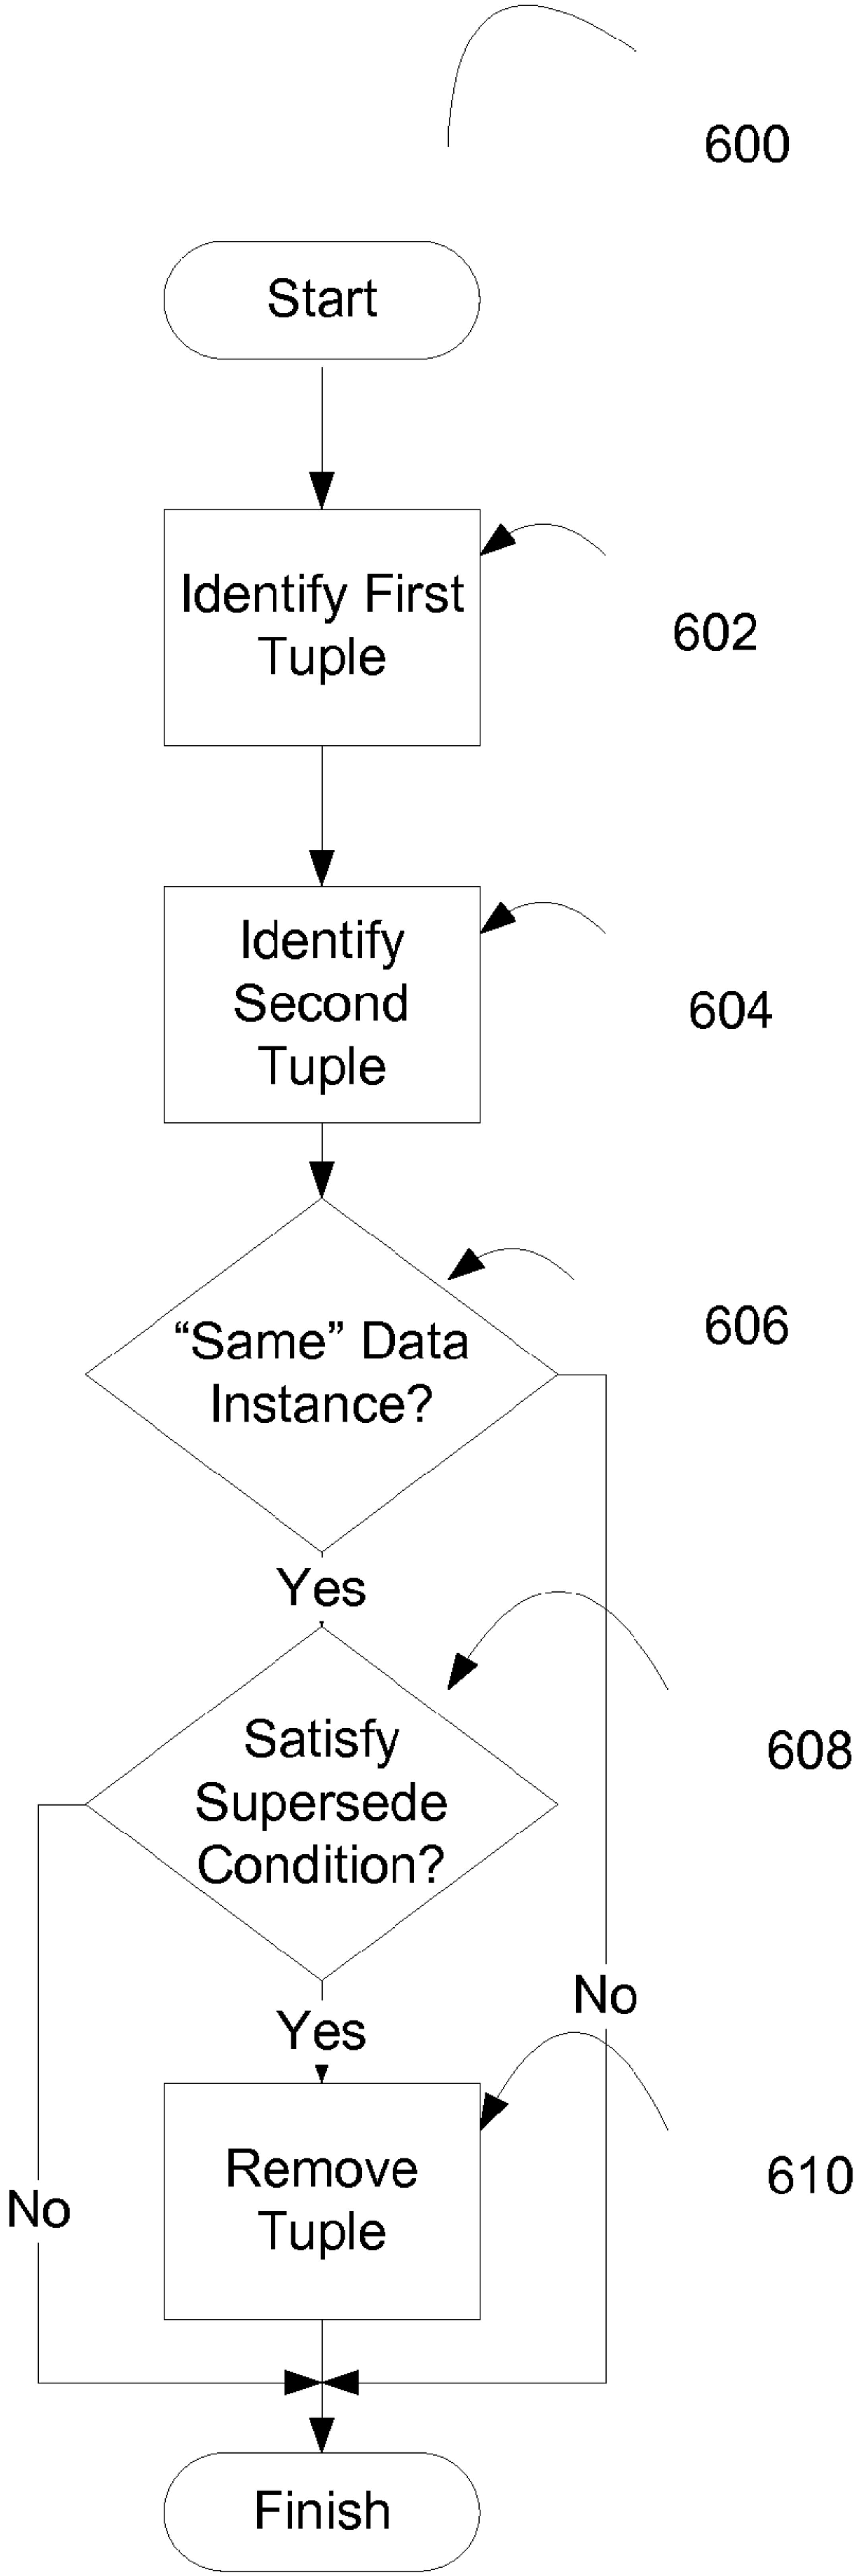 600
Start
Identify First
Tuple
602
Identify
Second
Tuple
604
“Same” Data
Instance?
606
Yes
Satisfy
Supersede
Condition?
608
No
Yes
Remove
Tuple
610
No
Finish